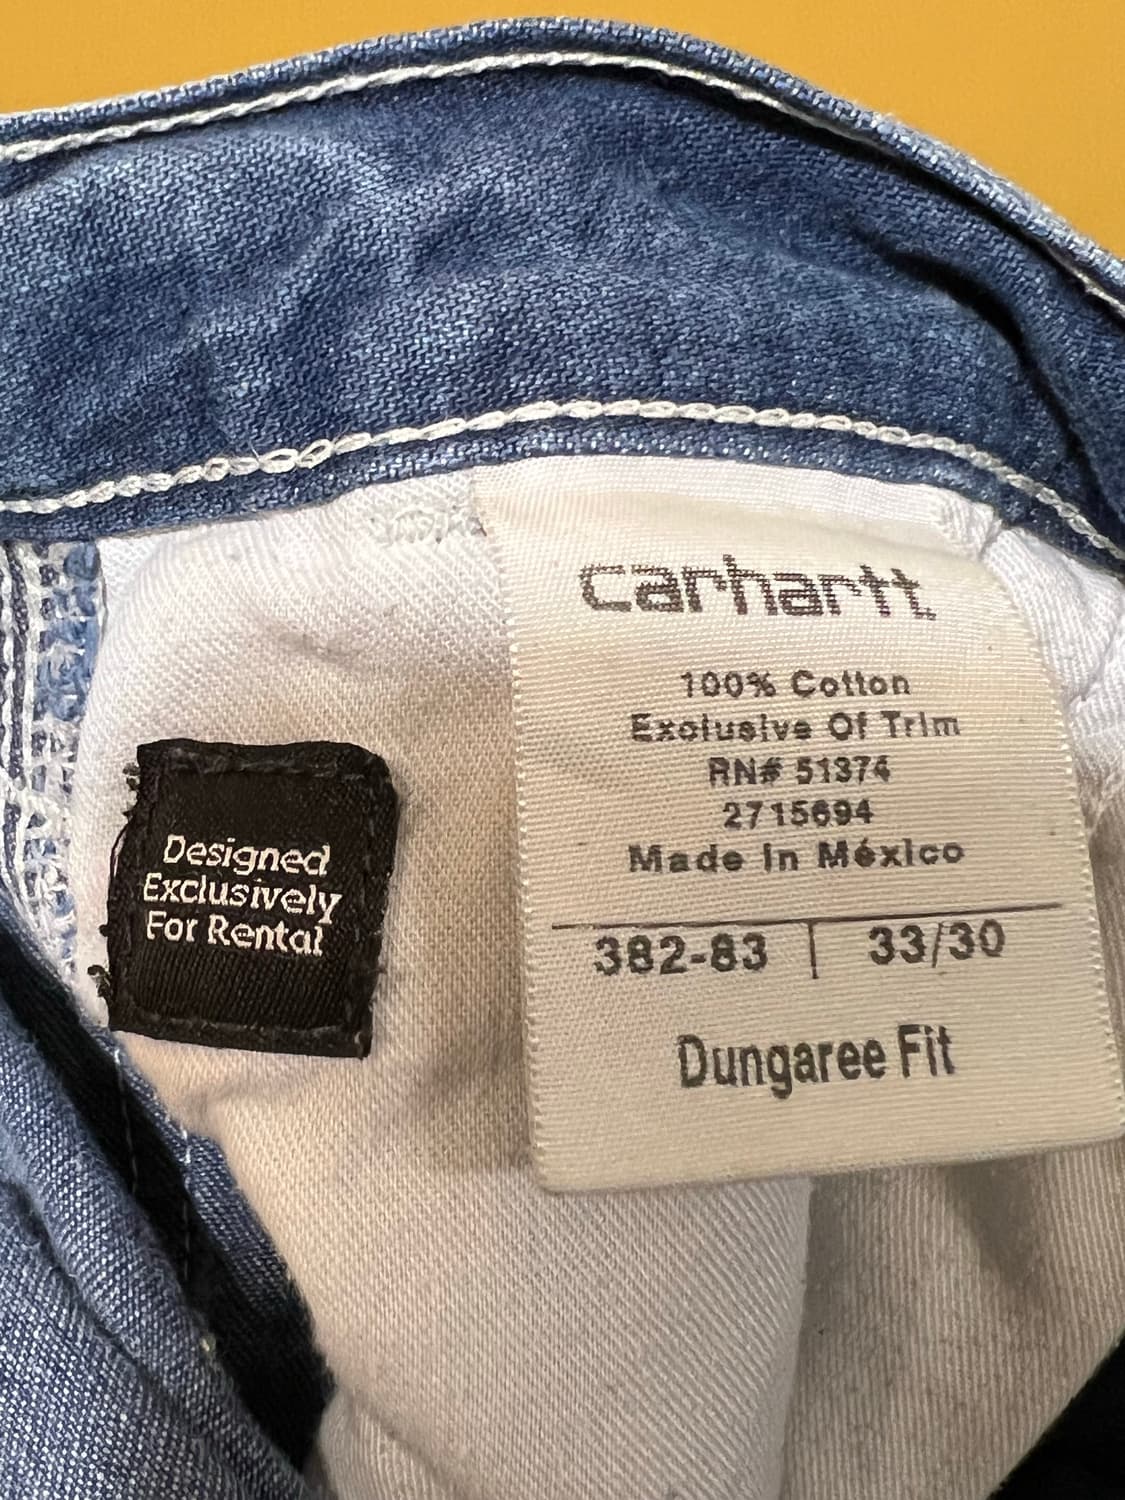 carhartt
100% Cotton
Exclusive Of Trim
RN# 51374
2715694
Made In México
382-83 | 33/30
Dungaree Fit
Designed
Exclusively
For Rental